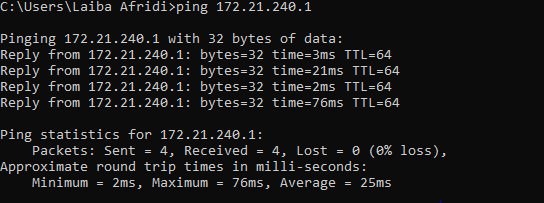 C:\Users\Laiba Afridi>ping 172.21.240.1
Pinging 172.21.240.1 with 32 bytes of data:
Reply from 172.21.240.1: bytes=32 time=3ms TTL=64
Reply from 172.21.240.1: bytes=32 time=21ms TTL=64
Reply from 172.21.240.1: bytes=32 time=2ms TTL=64
Reply from 172.21.240.1: bytes=32 time=76ms TTL=64
Ping statistics for 172.21.240.1:
Packets: Sent = 4, Received = 4, Lost = 0 (0% loss),
Approximate round trip times in milli-seconds:
Minimum = 2ms, Maximum = 76ms, Average = 25ms